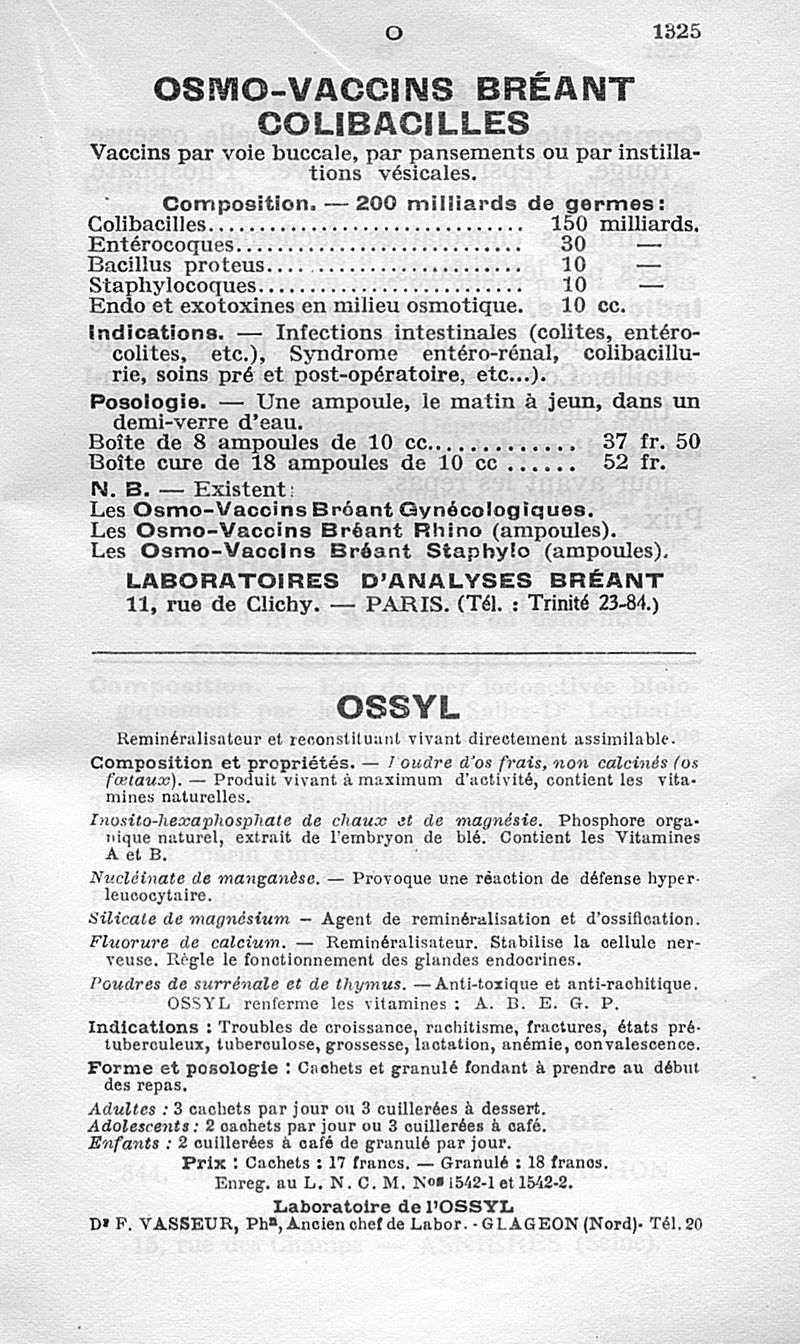 O
1325
OSMO-VACCINS BRÉANT
COLIBACILLES
Vaccins par voie buccale, par pansements ou par instilla-
tions vésicales.
Composition. — 200 milliards de germes:
Colibacilles.............................. 150 milliards.
Entérocoques............................. 30 —
Bacillus proteus......................... 10 —
Staphylocoques........................... 10 —
Endo et exotoxines en milieu osmotique. 10 cc.
Indications. — Infections intestinales (colites, entéro-
colites, etc.), Syndrome entéro-rénal, colibacillu-
rie, soins pré et post-opératoire, etc...).
Posologie. — Une ampoule, le matin à jeun, dans un
demi-verre d'eau.
Boîte de 8 ampoules de 10 cc.............. 37 fr. 50
Boîte cure de 18 ampoules de 10 cc ...... 52 fr.
N. B. — Existent:
Les Osmo-Vaccins Bréant Gynécologiques.
Les Osmo-Vaccins Bréant Rhino (ampoules).
Les Osmo-Vaccins Bréant Staphylo (ampoules).
LABORATOIRES D'ANALYSES BRÉANT
11, rue de Clichy. — PARIS. (Tél. : Trinité 23-84.)
OSSYL
Reminéralisateur et reconstituant vivant directement assimilable.
Composition et propriétés. — Poudre d'os frais, non calcinés (os
fœtaux). — Produit vivant à maximum d'activité, contient les vita-
mines naturelles.
Inosito-hexaphosphate de chaux et de magnésie. Phosphore orga-
nique naturel, extrait de l'embryon de blé. Contient les Vitamines
A et B.
Nucléinate de manganèse. — Provoque une réaction de défense hyper-
leucocytaire.
Silicate de magnésium — Agent de reminéralisation et d'ossification.
Fluorure de calcium. — Reminéralisateur. Stabilise la cellule ner-
veuse. Règle le fonctionnement des glandes endocrines.
Poudres de surrénale et de thymus. — Anti-toxique et anti-rachitique.
OSSYL renferme les vitamines : A. B. E. G. P.
Indications : Troubles de croissance, rachitisme, fractures, états pré-
tuberculeux, tuberculose, grossesse, lactation, anémie, convalescence.
Forme et posologie : Cachets et granulé fondant à prendre au début
des repas.
Adultes : 3 cachets par jour ou 3 cuillerées à dessert.
Adolescents : 2 cachets par jour ou 3 cuillerées à café.
Enfants : 2 cuillerées à café de granulé par jour.
Prix : Cachets : 17 francs. — Granulé : 18 francs.
Enreg. au L. N. C. M. Nos 1542-1 et 1542-2.
Laboratoire de l'OSSYL
Dr F. VASSEUR, Phn, Ancien chef de Labor. - GLAGEON (Nord). Tél. 20